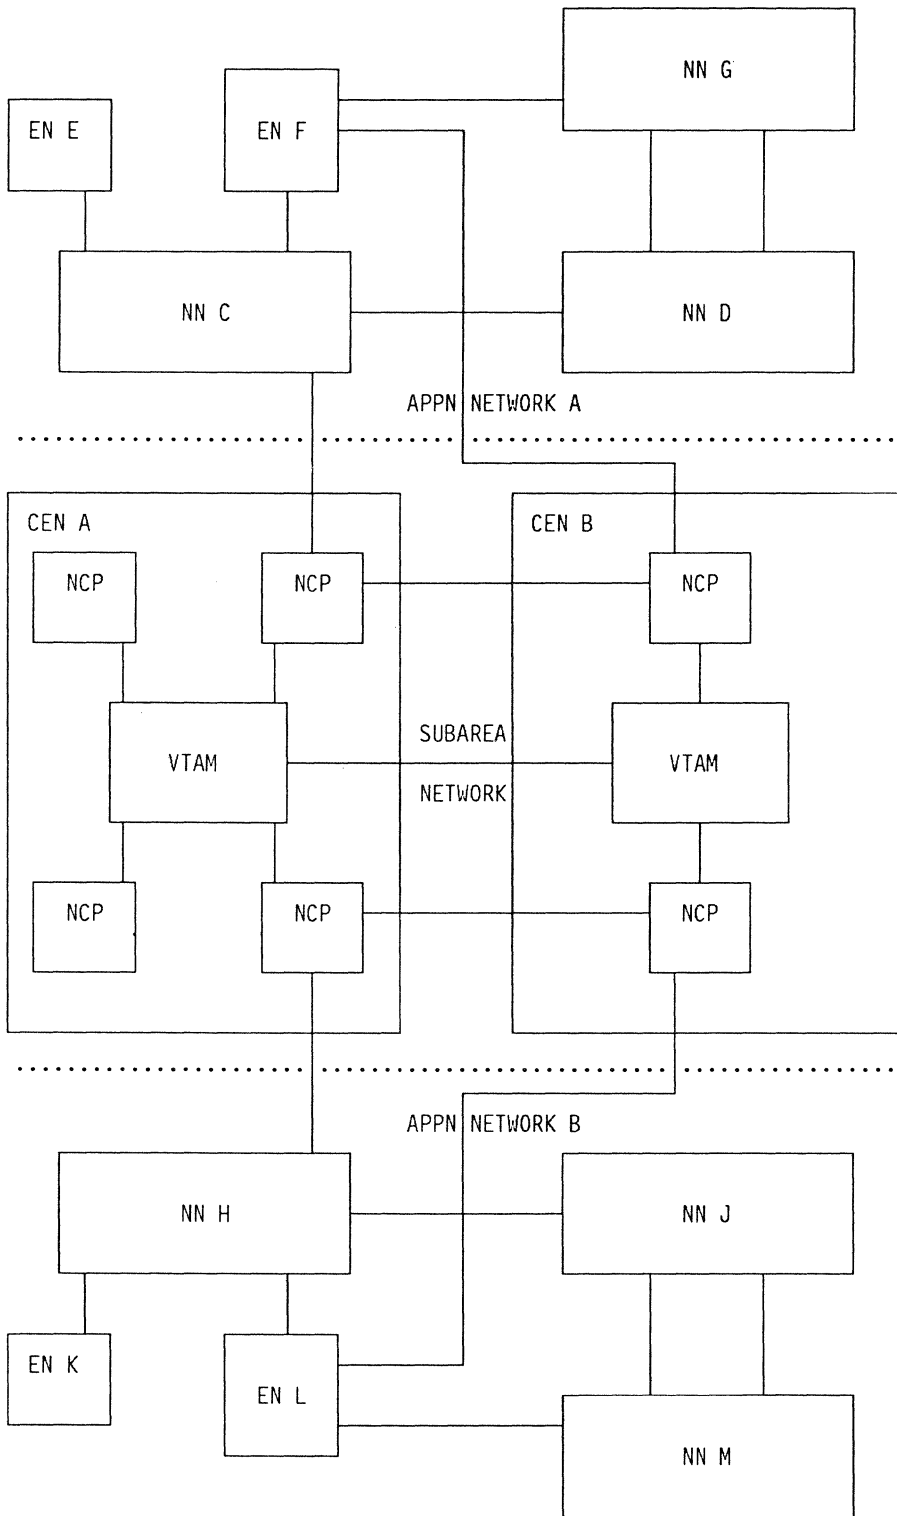 NN G
EN E
EN F
NN C
NN D
APPN NETWORK A
CEN A
CEN B
NCP
NCP
NCP
SUBAREA
VTAM
VTAM
NETWORK
NCP
NCP
NCP
APPN NETWORK B
NN H
NN J
EN K
EN L
NN M